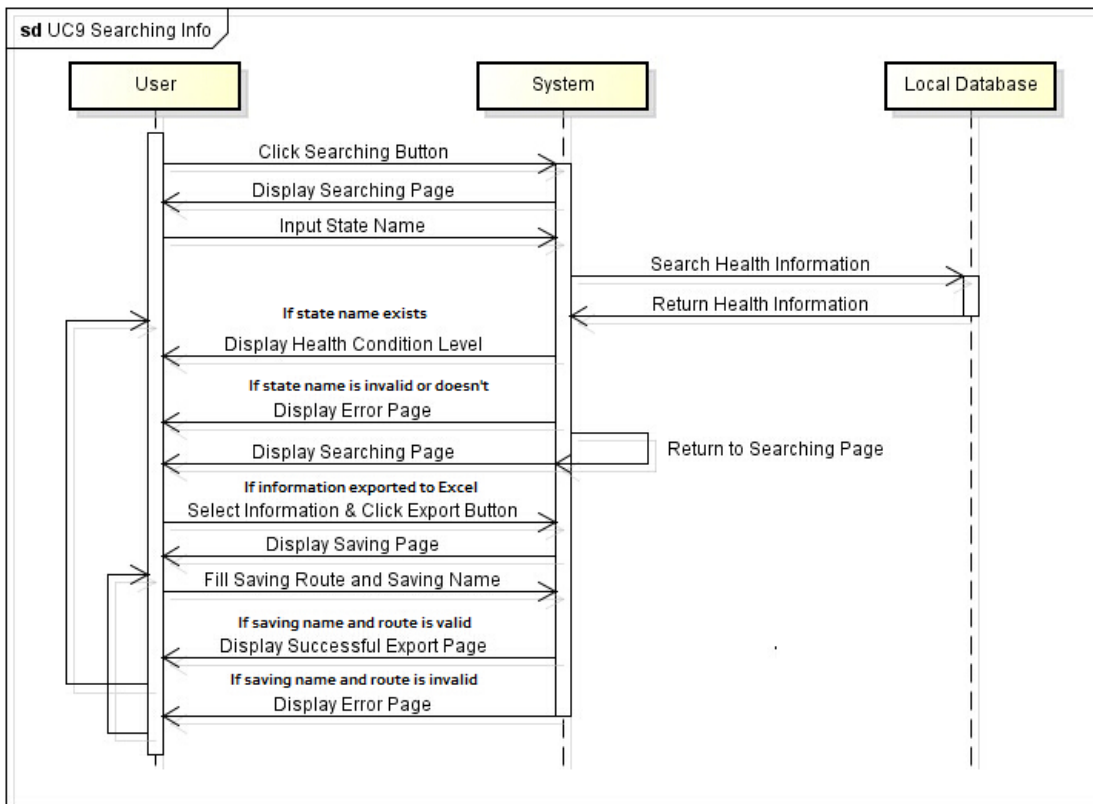 sd UC9 Searching Info
User
System
Local Database
Click Searching Button
Display Searching Page
Input State Name
Search Health Information
Return Health Information
If state name exists
Display Health Condition Level
If state name is invalid or doesn't
Display Error Page
Return to Searching Page
Display Searching Page
If information exported to Excel
Select Information & Click Export Button
Display Saving Page
Fill Saving Route and Saving Name
If saving name and route is valid
Display Successful Export Page
If saving name and route is invalid
Display Error Page